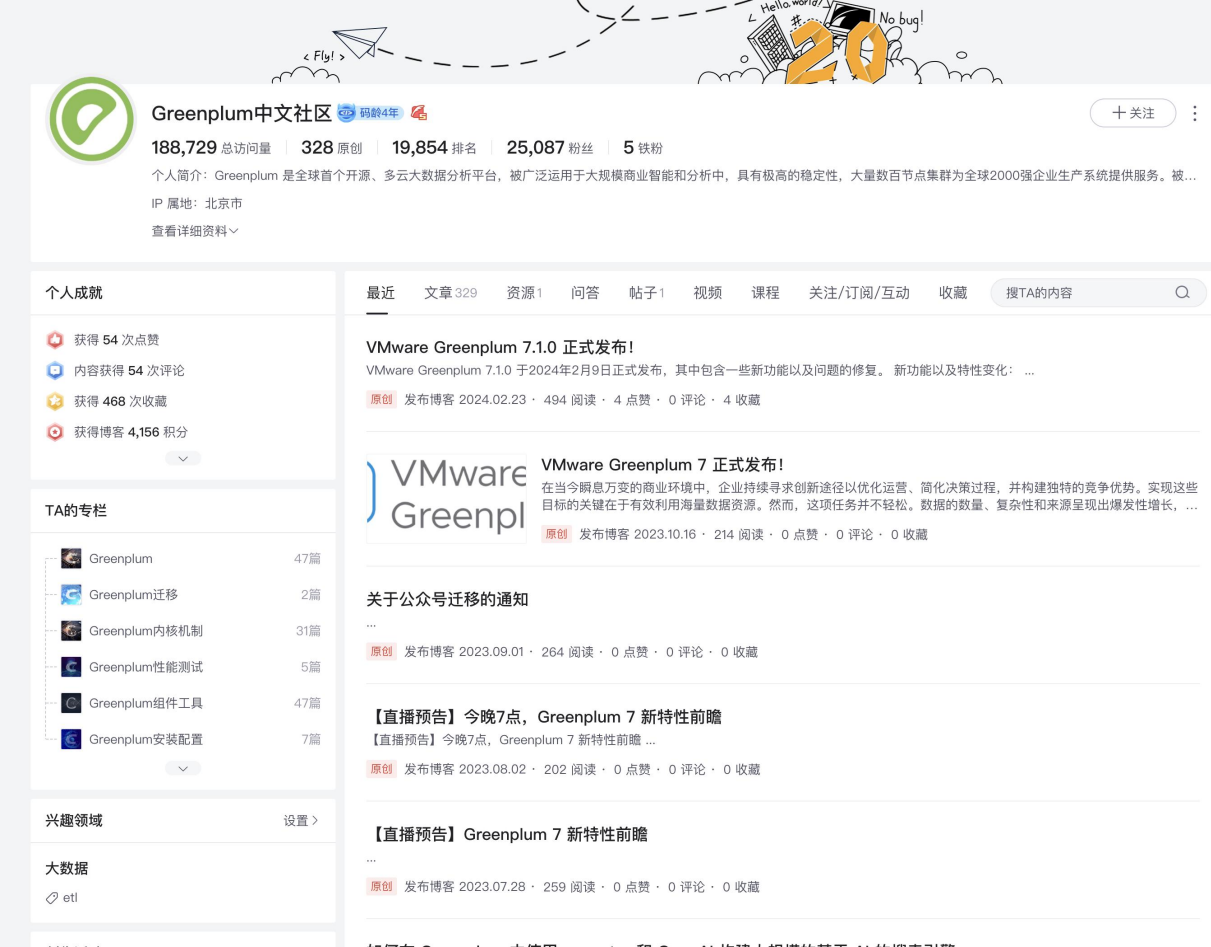 Hello, world!
No bug!
< Fly! >
20
Greenplum中文社区 码龄4年
+ 关注
188,729 总访问量 328 原创 19,854 排名 25,087 粉丝 5 铁粉
个人简介：Greenplum 是全球首个开源、多云大数据分析平台，被广泛运用于大规模商业智能和分析中，具有极高的稳定性，大量数百节点集群为全球2000强企业生产系统提供服务。被...
IP 属地：北京市
查看详细资料
个人成就
获得 54 次点赞
内容获得 54 次评论
获得 468 次收藏
获得博客 4,156 积分
TA的专栏
Greenplum 47篇
Greenplum迁移 2篇
Greenplum内核机制 31篇
Greenplum性能测试 5篇
Greenplum组件工具 47篇
Greenplum安装配置 7篇
兴趣领域 设置
大数据
etl
最近 文章 329 资源 1 问答 帖子 1 视频 课程 关注/订阅/互动 收藏 搜TA的内容
VMware Greenplum 7.1.0 正式发布！
VMware Greenplum 7.1.0 于2024年2月9日正式发布，其中包含一些新功能以及问题的修复。 新功能以及特性变化： ...
原创 发布博客 2024.02.23 · 494 阅读 · 4 点赞 · 0 评论 · 4 收藏
VMware
Greenpl
VMware Greenplum 7 正式发布！
在当今瞬息万变的商业环境中，企业持续寻求创新途径以优化运营、简化决策过程，并构建独特的竞争优势。实现这些
目标的关键在于有效利用海量数据资源。然而，这项任务并不轻松。数据的数量、复杂性和来源呈现出爆发性增长，...
原创 发布博客 2023.10.16 · 214 阅读 · 0 点赞 · 0 评论 · 0 收藏
关于公众号迁移的通知
...
原创 发布博客 2023.09.01 · 264 阅读 · 0 点赞 · 0 评论 · 0 收藏
【直播预告】今晚7点，Greenplum 7 新特性前瞻
【直播预告】今晚7点，Greenplum 7 新特性前瞻 ...
原创 发布博客 2023.08.02 · 202 阅读 · 0 点赞 · 0 评论 · 0 收藏
【直播预告】Greenplum 7 新特性前瞻
...
原创 发布博客 2023.07.28 · 259 阅读 · 0 点赞 · 0 评论 · 0 收藏